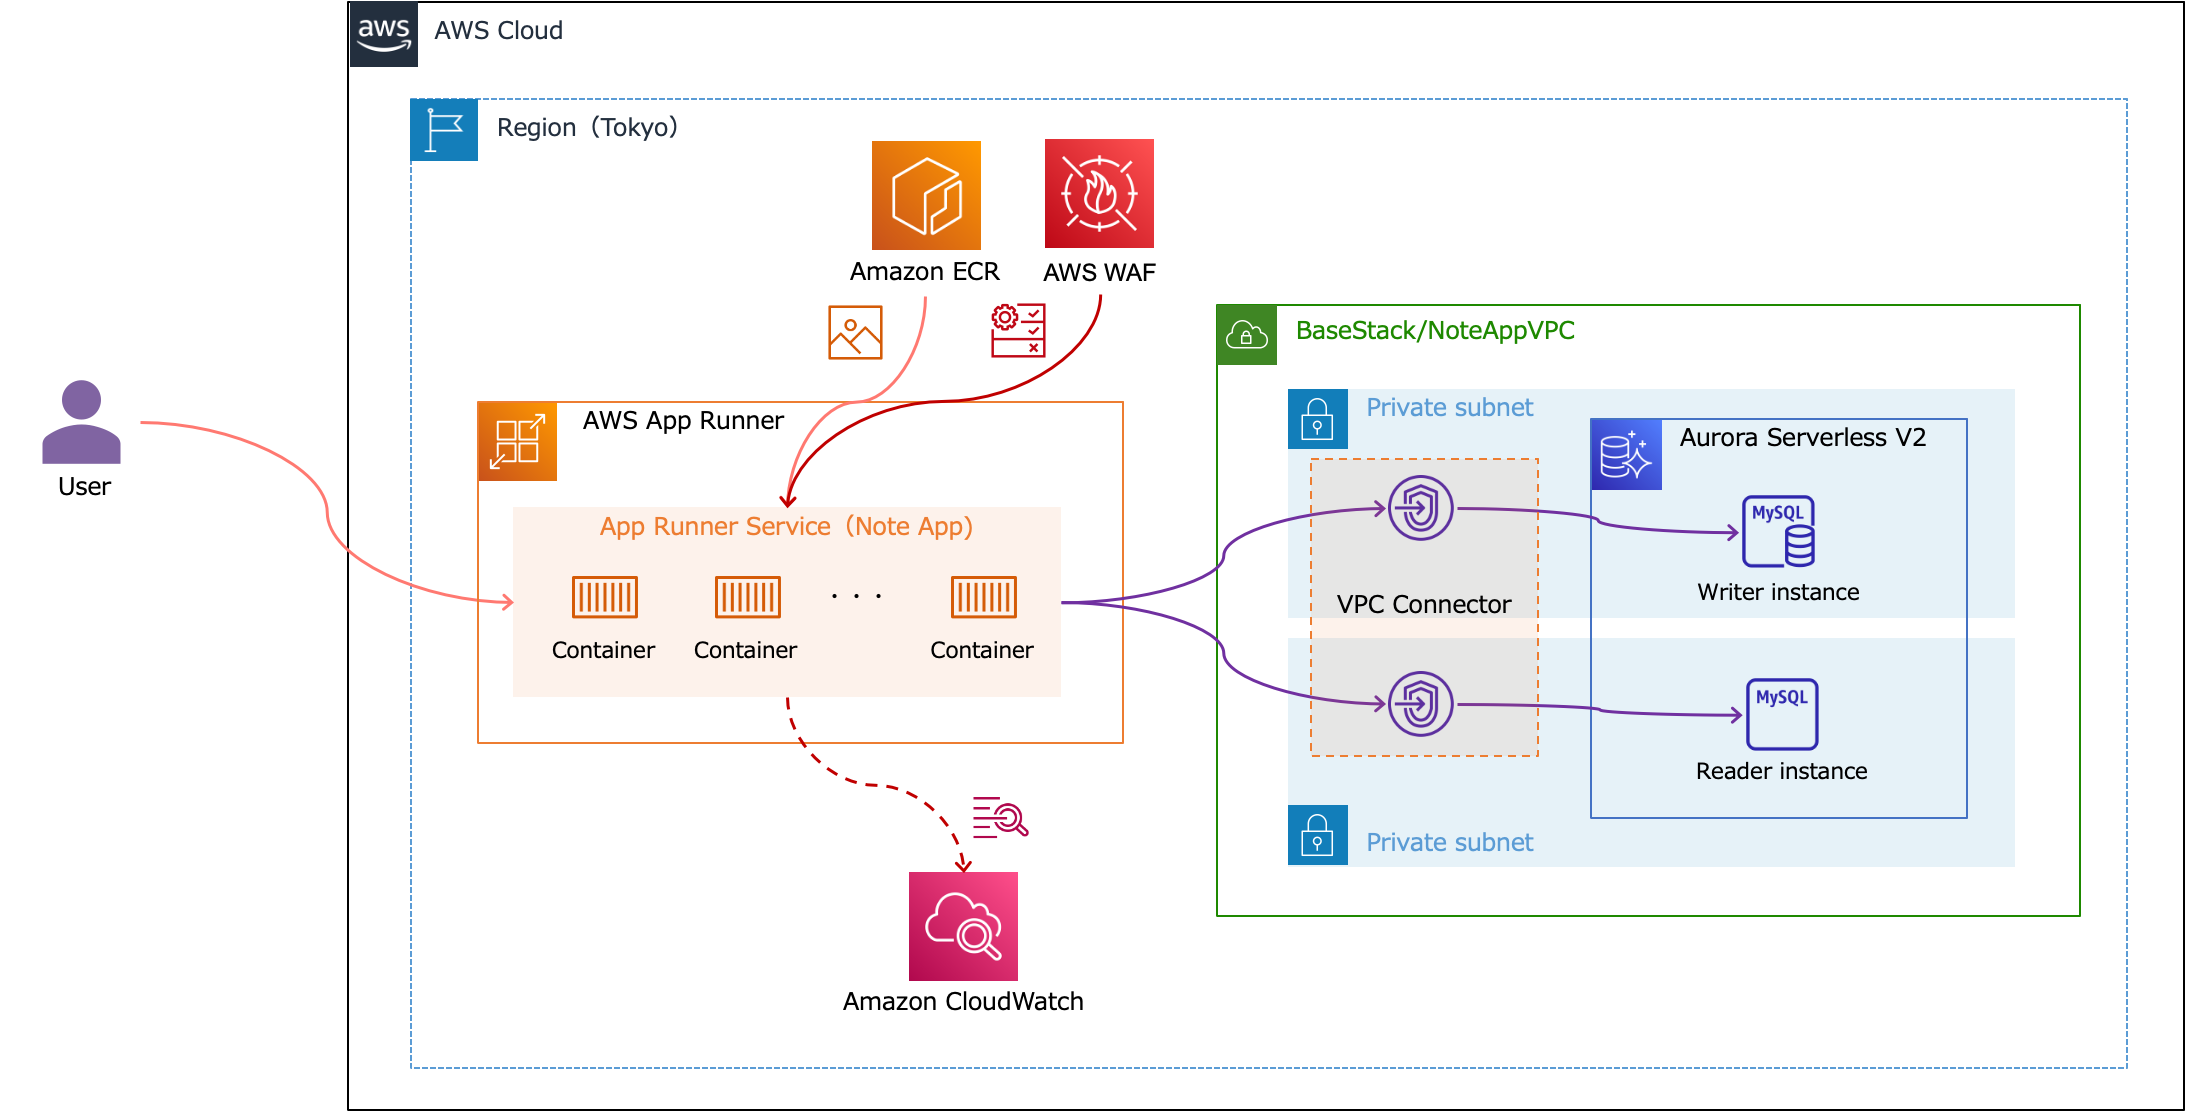 aws
AWS Cloud
Region（Tokyo）
Amazon ECR
AWS WAF
User
AWS App Runner
App Runner Service（Note App）
Container
Container
・・・
Container
Amazon CloudWatch
BaseStack/NoteAppVPC
Private subnet
Aurora Serverless V2
MySQL
Writer instance
VPC Connector
MySQL
Reader instance
Private subnet